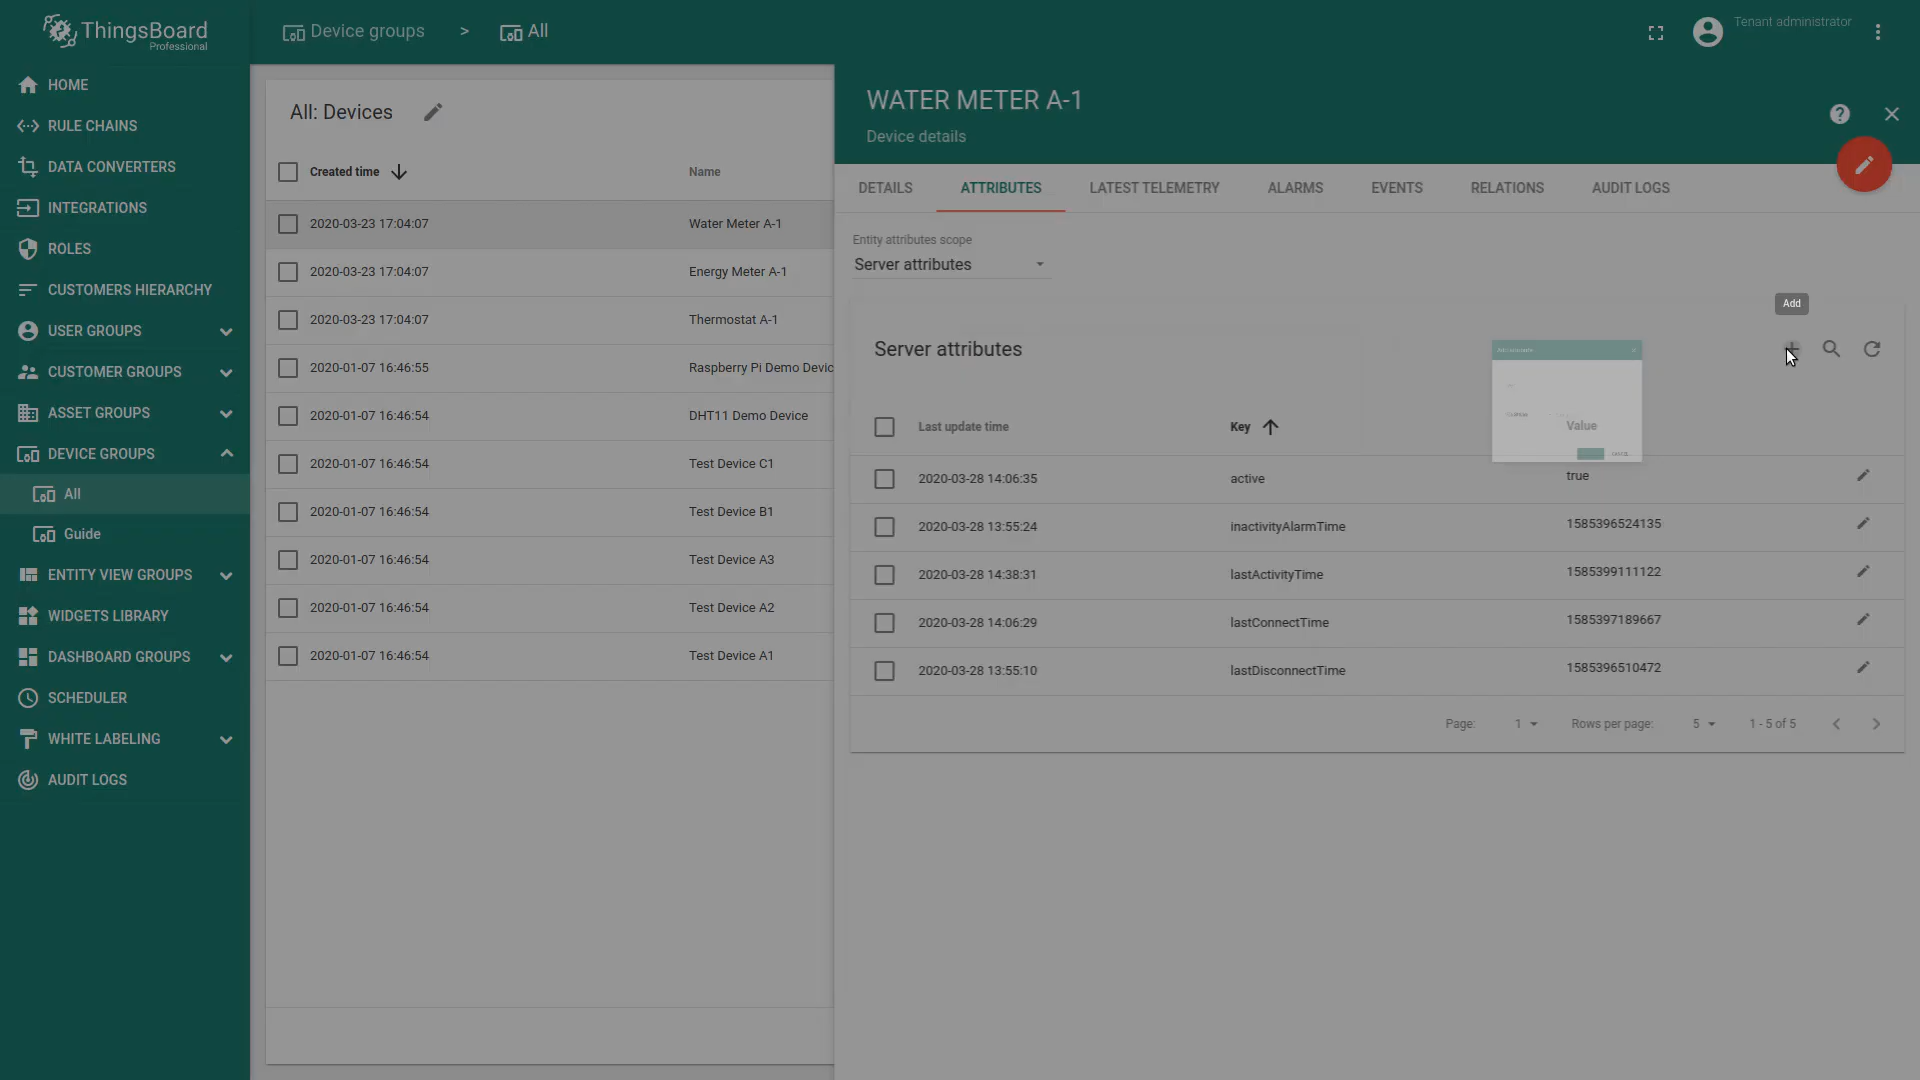 ThingsBoard
Professional
HOME
RULE CHAINS
DATA CONVERTERS
INTEGRATIONS
ROLES
CUSTOMERS HIERARCHY
USER GROUPS
CUSTOMER GROUPS
ASSET GROUPS
DEVICE GROUPS
All
Guide
ENTITY VIEW GROUPS
WIDGETS LIBRARY
DASHBOARD GROUPS
SCHEDULER
WHITE LABELING
AUDIT LOGS
Device groups > All
Tenant administrator
All: Devices
Created time Name
2020-03-23 17:04:07 Water Meter A-1
2020-03-23 17:04:07 Energy Meter A-1
2020-03-23 17:04:07 Thermostat A-1
2020-01-07 16:46:55 Raspberry Pi Demo Devic
2020-01-07 16:46:54 DHT11 Demo Device
2020-01-07 16:46:54 Test Device C1
2020-01-07 16:46:54 Test Device B1
2020-01-07 16:46:54 Test Device A3
2020-01-07 16:46:54 Test Device A2
2020-01-07 16:46:54 Test Device A1
WATER METER A-1
Device details
DETAILS ATTRIBUTES LATEST TELEMETRY ALARMS EVENTS RELATIONS AUDIT LOGS
Entity attributes scope
Server attributes
Add
Server attributes
Last update time Key Value
2020-03-28 14:06:35 active true
2020-03-28 13:55:24 inactivityAlarmTime 1585396524135
2020-03-28 14:38:31 lastActivityTime 1585399111122
2020-03-28 14:06:29 lastConnectTime 1585397189667
2020-03-28 13:55:10 lastDisconnectTime 1585396510472
Page: 1 Rows per page: 5 1 - 5 of 5